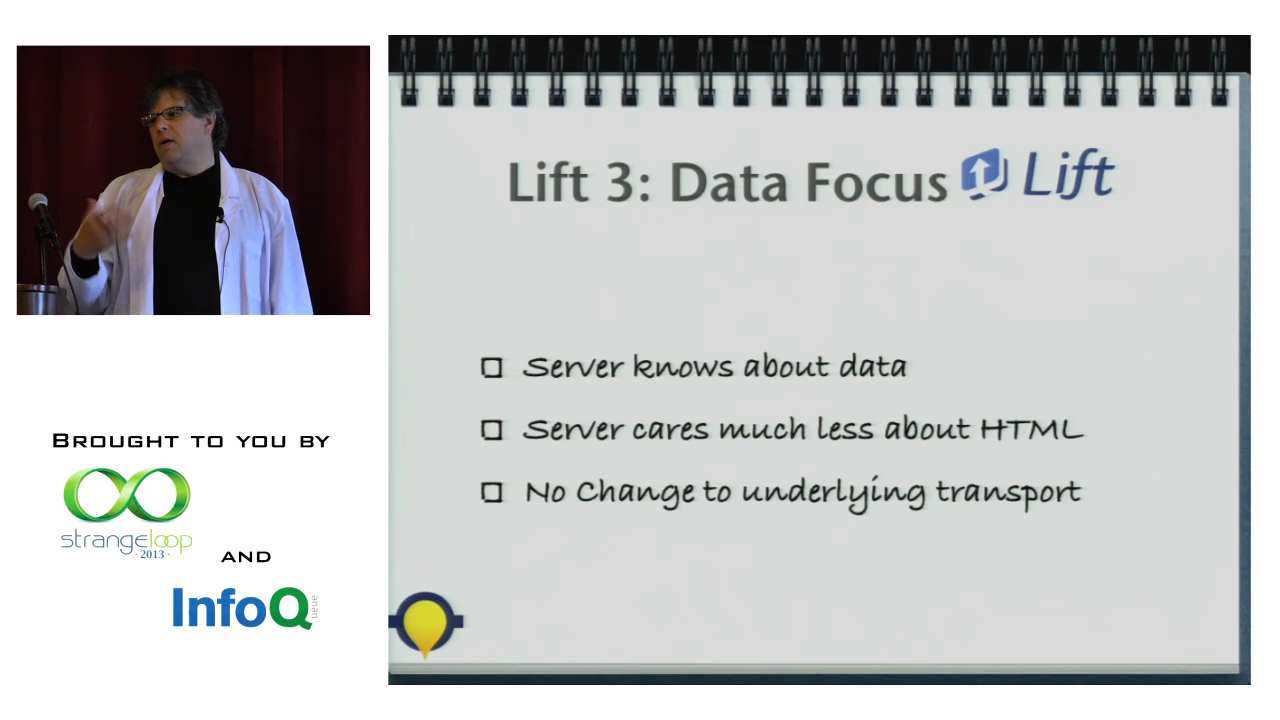 Lift 3: Data Focus Lift
Server knows about data
Server cares much less about HTML
No Change to underlying transport
BROUGHT TO YOU BY
strangeloop
· 2013 ·
AND
InfoQ
ueue